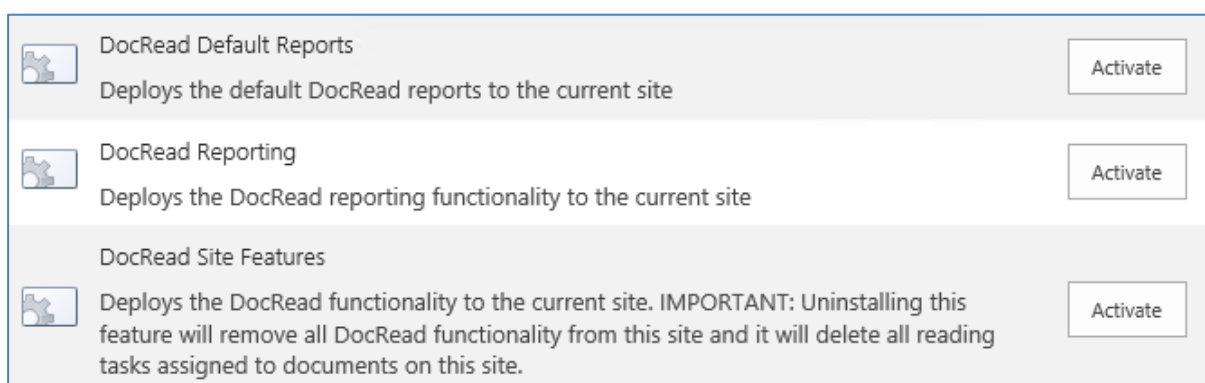 DocRead Default Reports
Deploys the default DocRead reports to the current site
Activate
DocRead Reporting
Deploys the DocRead reporting functionality to the current site
Activate
DocRead Site Features
Deploys the DocRead functionality to the current site. IMPORTANT: Uninstalling this
feature will remove all DocRead functionality from this site and it will delete all reading
tasks assigned to documents on this site.
Activate